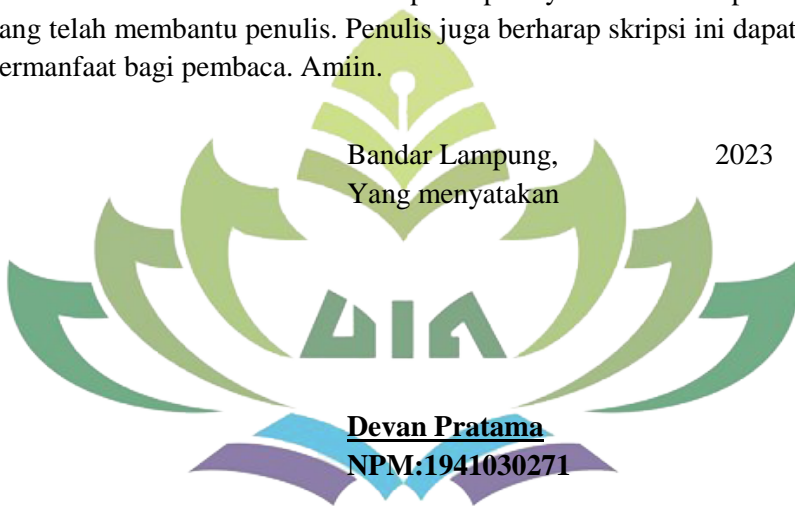 ang telah membantu penulis. Penulis juga berharap skripsi ini dapat
ermanfaat bagi pembaca. Amiin.
Bandar Lampung, 2023
Yang menyatakan
UIN
Devan Pratama
NPM:1941030271